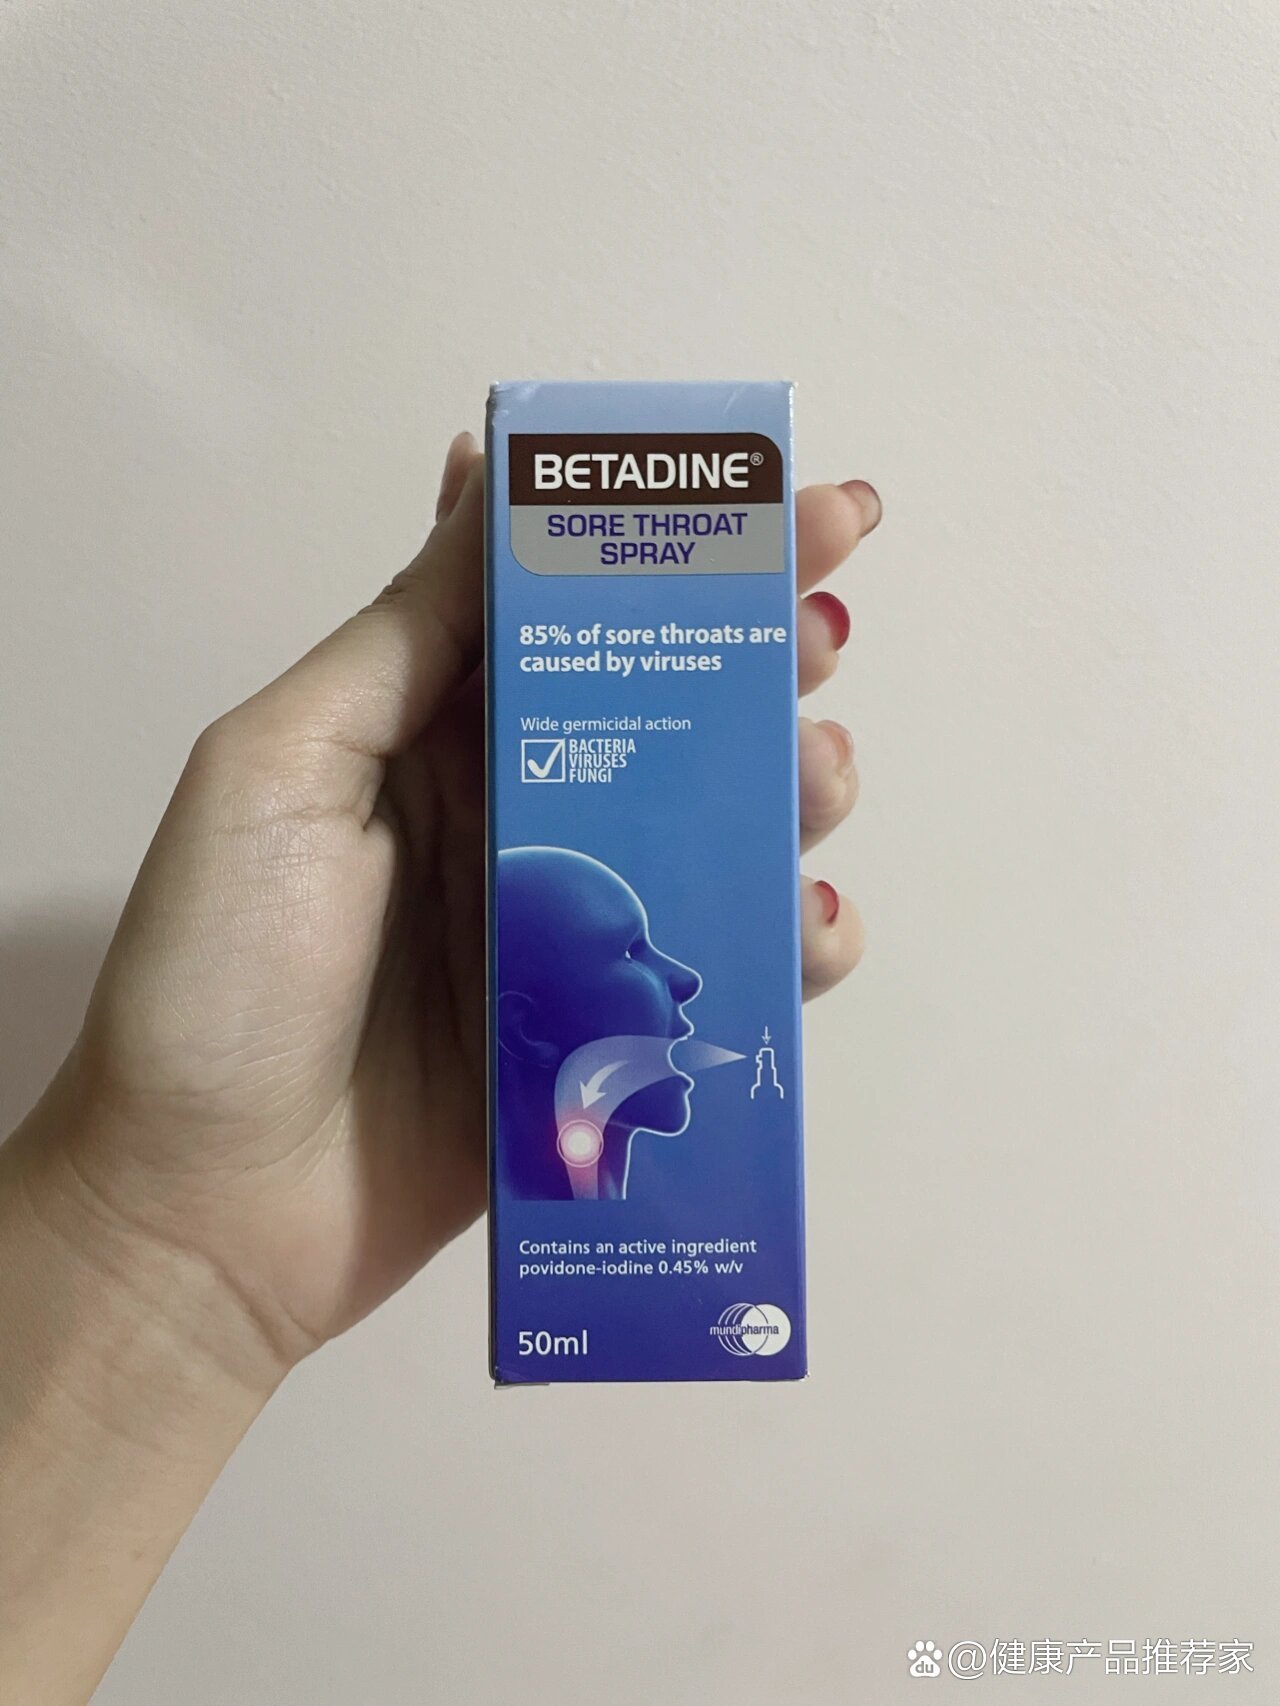 BETADINE®
SORE THROAT
SPRAY
85% of sore throats are
caused by viruses
Wide germicidal action
BACTERIA
VIRUSES
FUNGI
Contains an active ingredient
povidone-iodine 0.45% w/v
50ml
mundipharma
du @健康产品推荐家